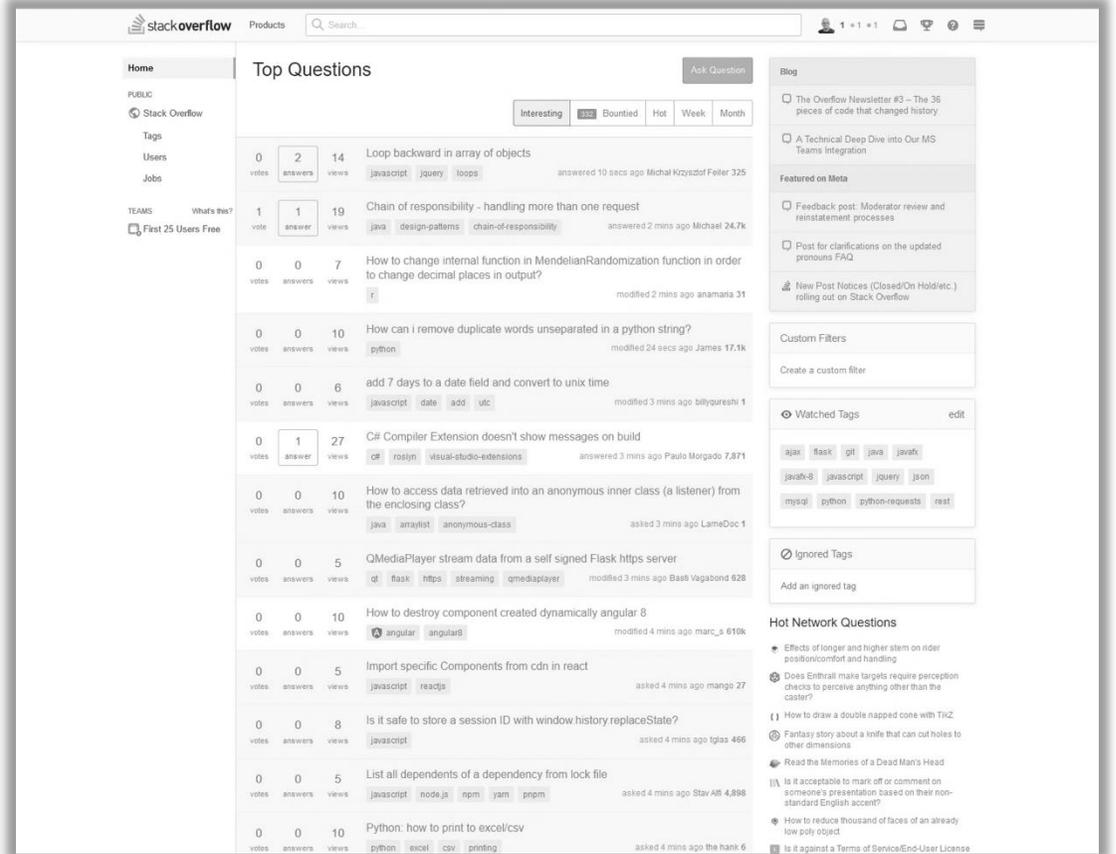 stackoverflow Products Search... 1 • 1 • 1
Home
PUBLIC
Stack Overflow
Tags
Users
Jobs
TEAMS What's this?
First 25 Users Free
Top Questions Ask Question
Interesting 332 Bountied Hot Week Month
0 votes 2 answers 14 views
Loop backward in array of objects
javascript jquery loops answered 10 secs ago Michał Krzysztof Feiler 325
1 vote 1 answer 19 views
Chain of responsibility - handling more than one request
java design-patterns chain-of-responsibility answered 2 mins ago Michael 24.7k
0 votes 0 answers 7 views
How to change internal function in MendelianRandomization function in order
to change decimal places in output?
r modified 2 mins ago anamaria 31
0 votes 0 answers 10 views
How can i remove duplicate words unseparated in a python string?
python modified 24 secs ago James 17.1k
0 votes 0 answers 6 views
add 7 days to a date field and convert to unix time
javascript date add utc modified 3 mins ago billyqureshi 1
0 votes 1 answer 27 views
C# Compiler Extension doesn't show messages on build
c# roslyn visual-studio-extensions answered 3 mins ago Paulo Morgado 7,871
0 votes 0 answers 10 views
How to access data retrieved into an anonymous inner class (a listener) from
the enclosing class?
java arraylist anonymous-class asked 3 mins ago LameDoc 1
0 votes 0 answers 5 views
QMediaPlayer stream data from a self signed Flask https server
qt flask https streaming qmediaplayer modified 3 mins ago Basti Vagabond 628
0 votes 0 answers 10 views
How to destroy component created dynamically angular 8
angular angular8 modified 4 mins ago marc_s 610k
0 votes 0 answers 5 views
Import specific Components from cdn in react
javascript reactjs asked 4 mins ago mango 27
0 votes 0 answers 8 views
Is it safe to store a session ID with window.history.replaceState?
javascript asked 4 mins ago tglas 466
0 votes 0 answers 5 views
List all dependents of a dependency from lock file
javascript node.js npm yarn pnpm asked 4 mins ago Stav Alfi 4,898
0 votes 0 answers 10 views
Python: how to print to excel/csv
python excel csv printing asked 4 mins ago the hank 6
Blog
The Overflow Newsletter #3 – The 36
pieces of code that changed history
A Technical Deep Dive into Our MS
Teams Integration
Featured on Meta
Feedback post: Moderator review and
reinstatement processes
Post for clarifications on the updated
pronouns FAQ
New Post Notices (Closed/On Hold/etc.)
rolling out on Stack Overflow
Custom Filters
Create a custom filter
Watched Tags edit
ajax flask git java javafx
javafx-8 javascript jquery json
mysql python python-requests rest
Ignored Tags
Add an ignored tag
Hot Network Questions
Effects of longer and higher stem on rider
position/comfort and handling
Does Enthrall make targets require perception
checks to perceive anything other than the
caster?
How to draw a double napped cone with TikZ
Fantasy story about a knife that can cut holes to
other dimensions
Read the Memories of a Dead Man's Head
Is it acceptable to mark off or comment on
someone's presentation based on their non-
standard English accent?
How to reduce thousand of faces of an already
low poly object
Is it against a Terms of Service/End-User License